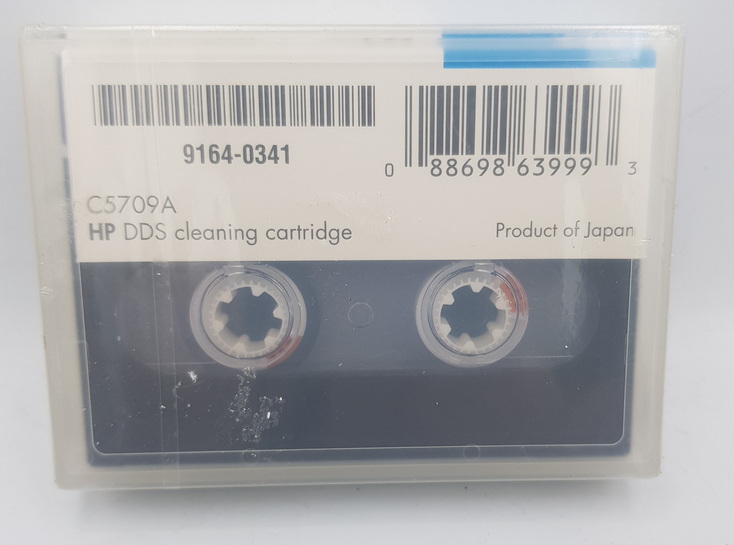 9164-0341
0 88698 63999 3
C5709A
HP DDS cleaning cartridge
Product of Japan